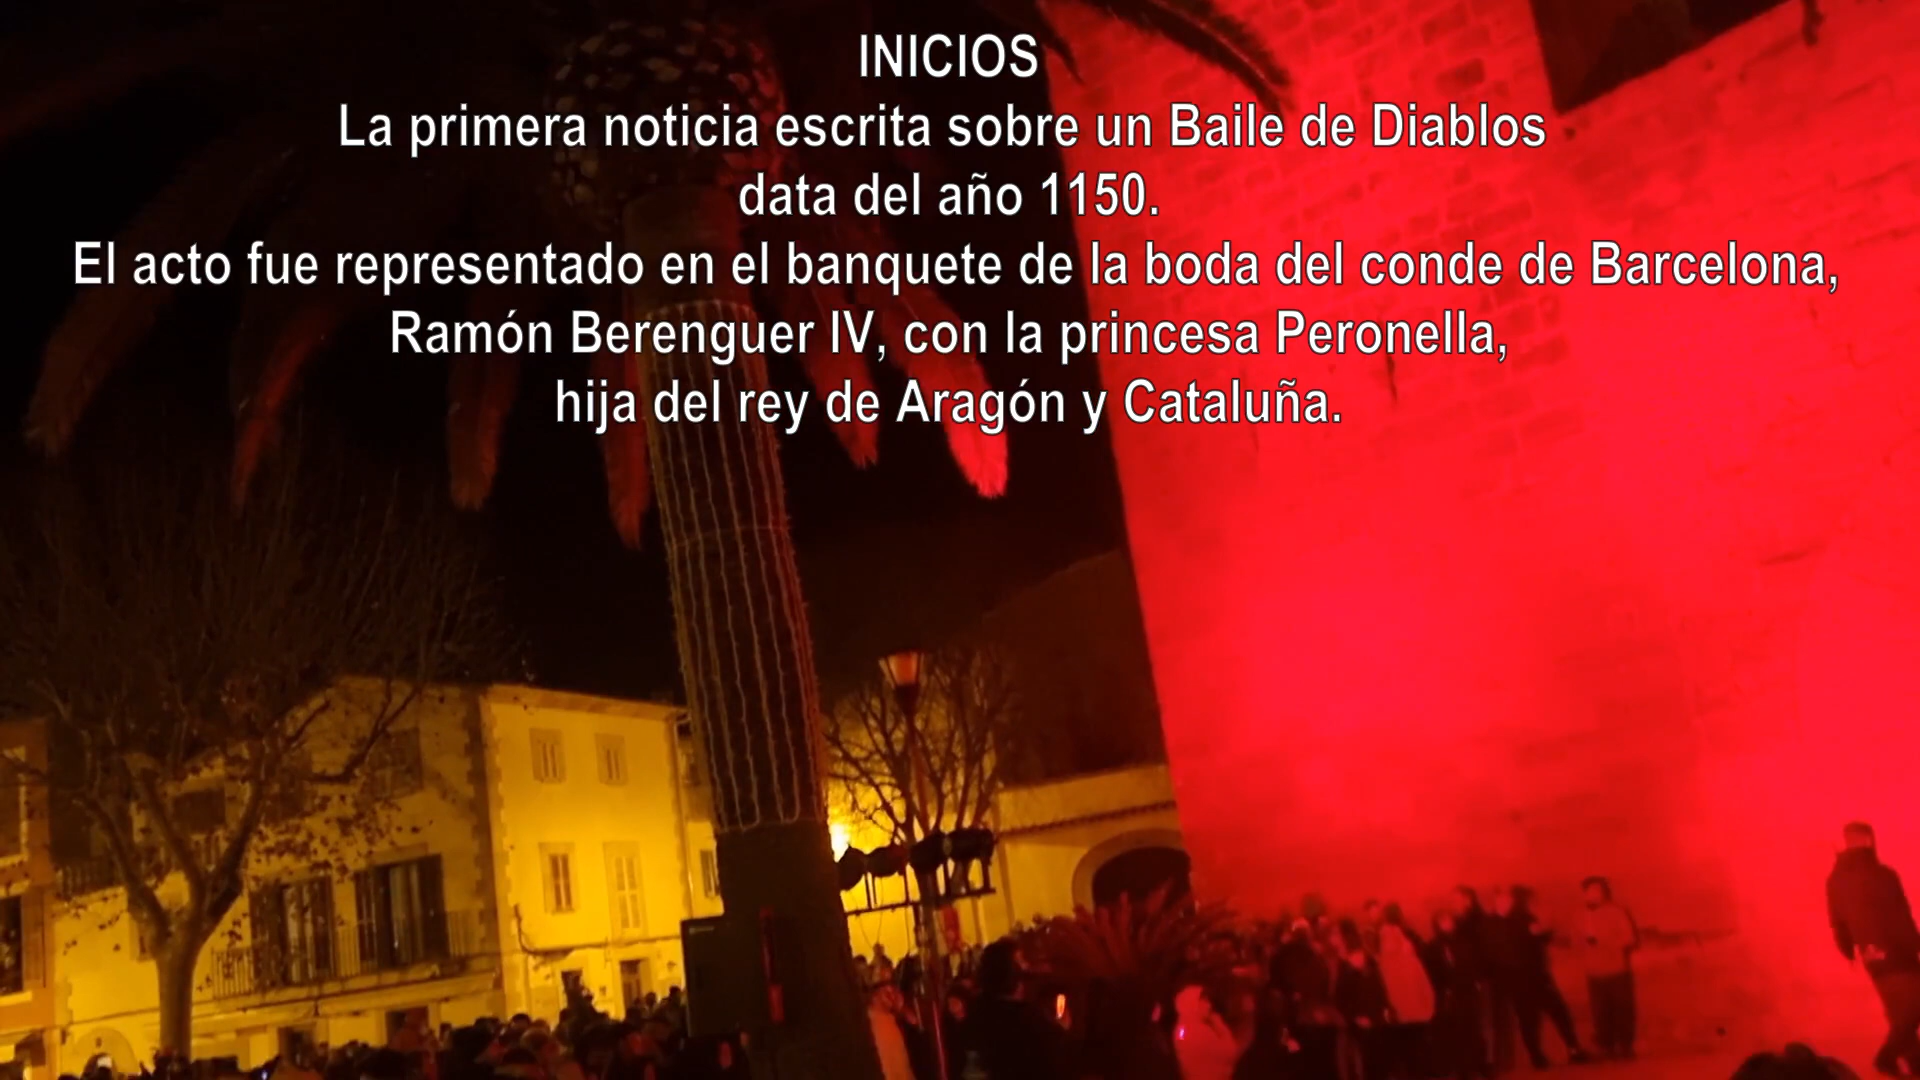 INICIOS
La primera noticia escrita sobre un Baile de Diablos
data del año 1150.
El acto fue representado en el banquete de la boda del conde de Barcelona,
Ramón Berenguer IV, con la princesa Peronella,
hija del rey de Aragón y Cataluña.